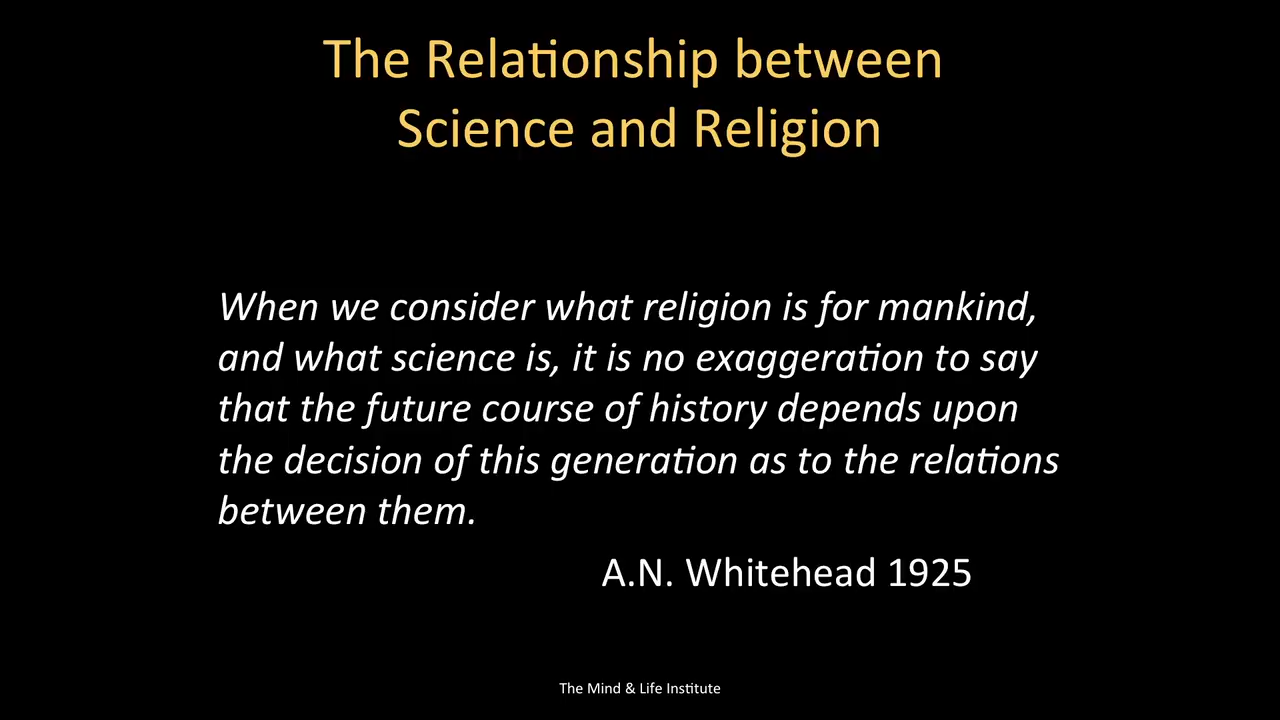 The Relationship between
Science and Religion
When we consider what religion is for mankind,
and what science is, it is no exaggeration to say
that the future course of history depends upon
the decision of this generation as to the relations
between them.
A.N. Whitehead 1925
The Mind & Life Institute